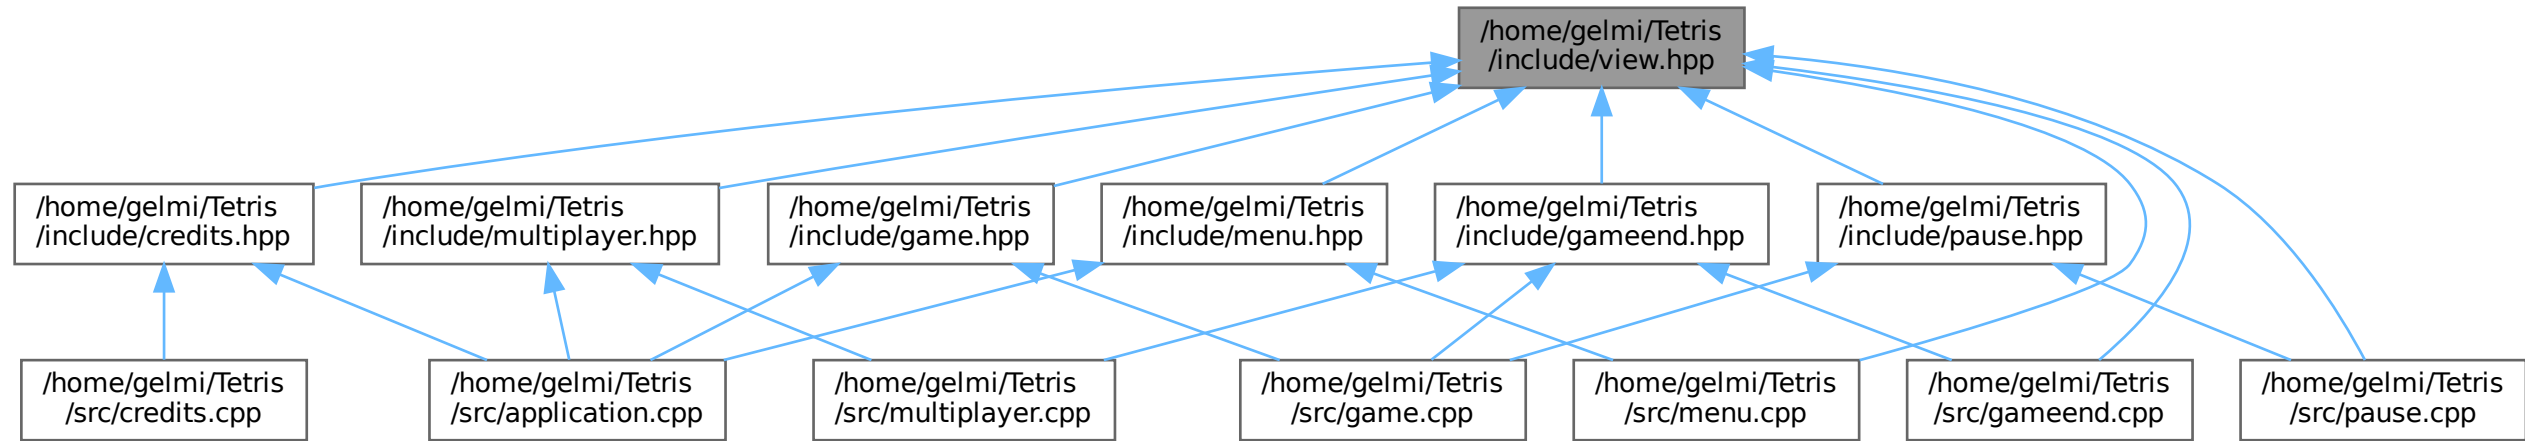 /home/gelmi/Tetris
/include/view.hpp
/home/gelmi/Tetris
/include/credits.hpp
/home/gelmi/Tetris
/include/multiplayer.hpp
/home/gelmi/Tetris
/include/game.hpp
/home/gelmi/Tetris
/include/menu.hpp
/home/gelmi/Tetris
/include/gameend.hpp
/home/gelmi/Tetris
/include/pause.hpp
/home/gelmi/Tetris
/src/credits.cpp
/home/gelmi/Tetris
/src/application.cpp
/home/gelmi/Tetris
/src/multiplayer.cpp
/home/gelmi/Tetris
/src/game.cpp
/home/gelmi/Tetris
/src/menu.cpp
/home/gelmi/Tetris
/src/gameend.cpp
/home/gelmi/Tetris
/src/pause.cpp